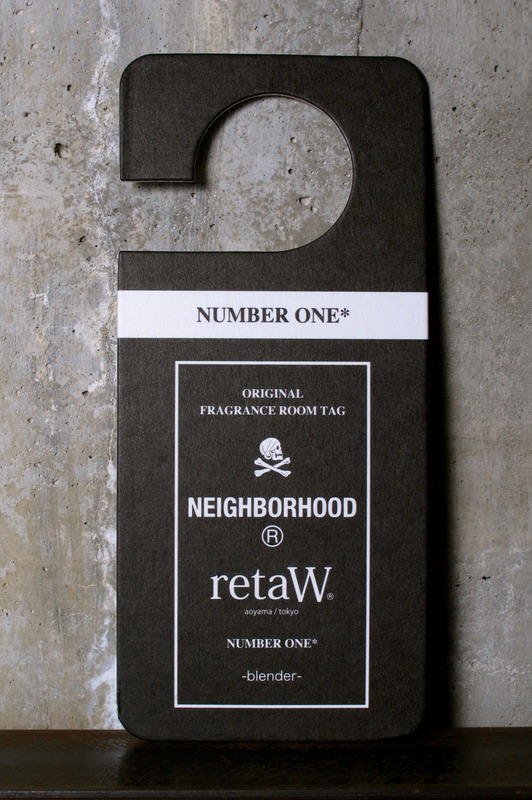 NUMBER ONE*
ORIGINAL
FRAGRANCE ROOM TAG
NEIGHBORHOOD
®
retaW®
aoyama / tokyo
NUMBER ONE*
-blender-